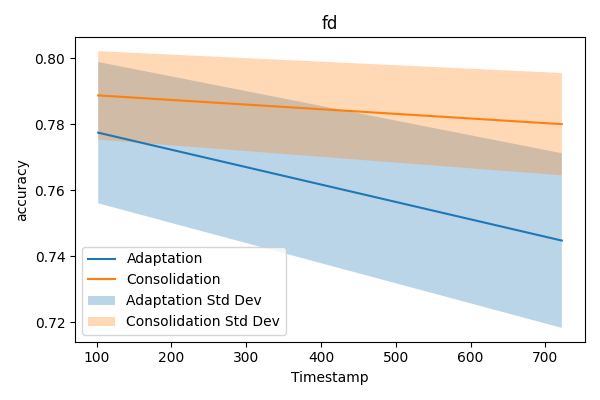 fd
accuracy
0.80
0.78
0.76
0.74
0.72
Adaptation
Consolidation
Adaptation Std Dev
Consolidation Std Dev
100 200 300 400 500 600 700
Timestamp